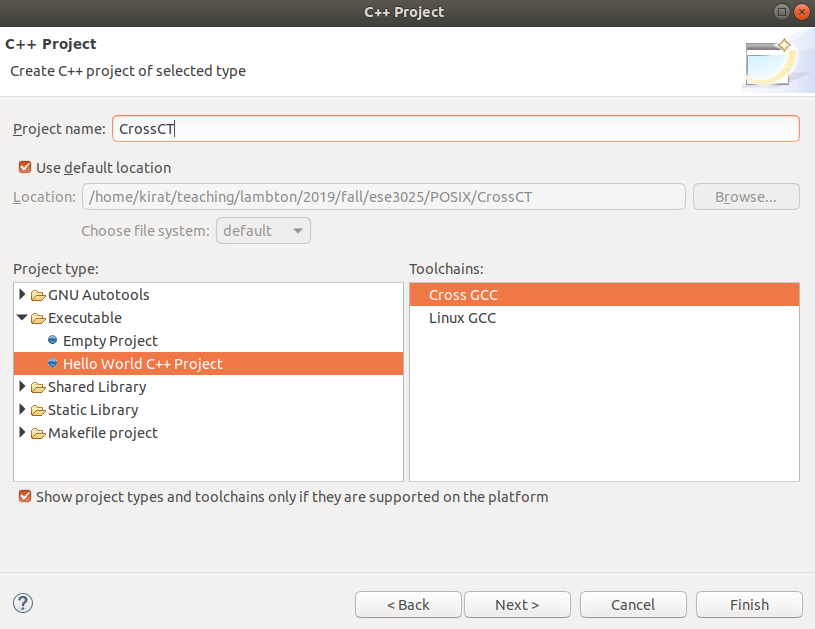 C++ Project
C++ Project
Create C++ project of selected type
Project name: CrossCT
Use default location
Location: /home/kirat/teaching/lambton/2019/fall/ese3025/POSIX/CrossCT Browse...
Choose file system: default
Project type:
GNU Autotools
Executable
Empty Project
Hello World C++ Project
Shared Library
Static Library
Makefile project
Toolchains:
Cross GCC
Linux GCC
Show project types and toolchains only if they are supported on the platform
? < Back Next > Cancel Finish